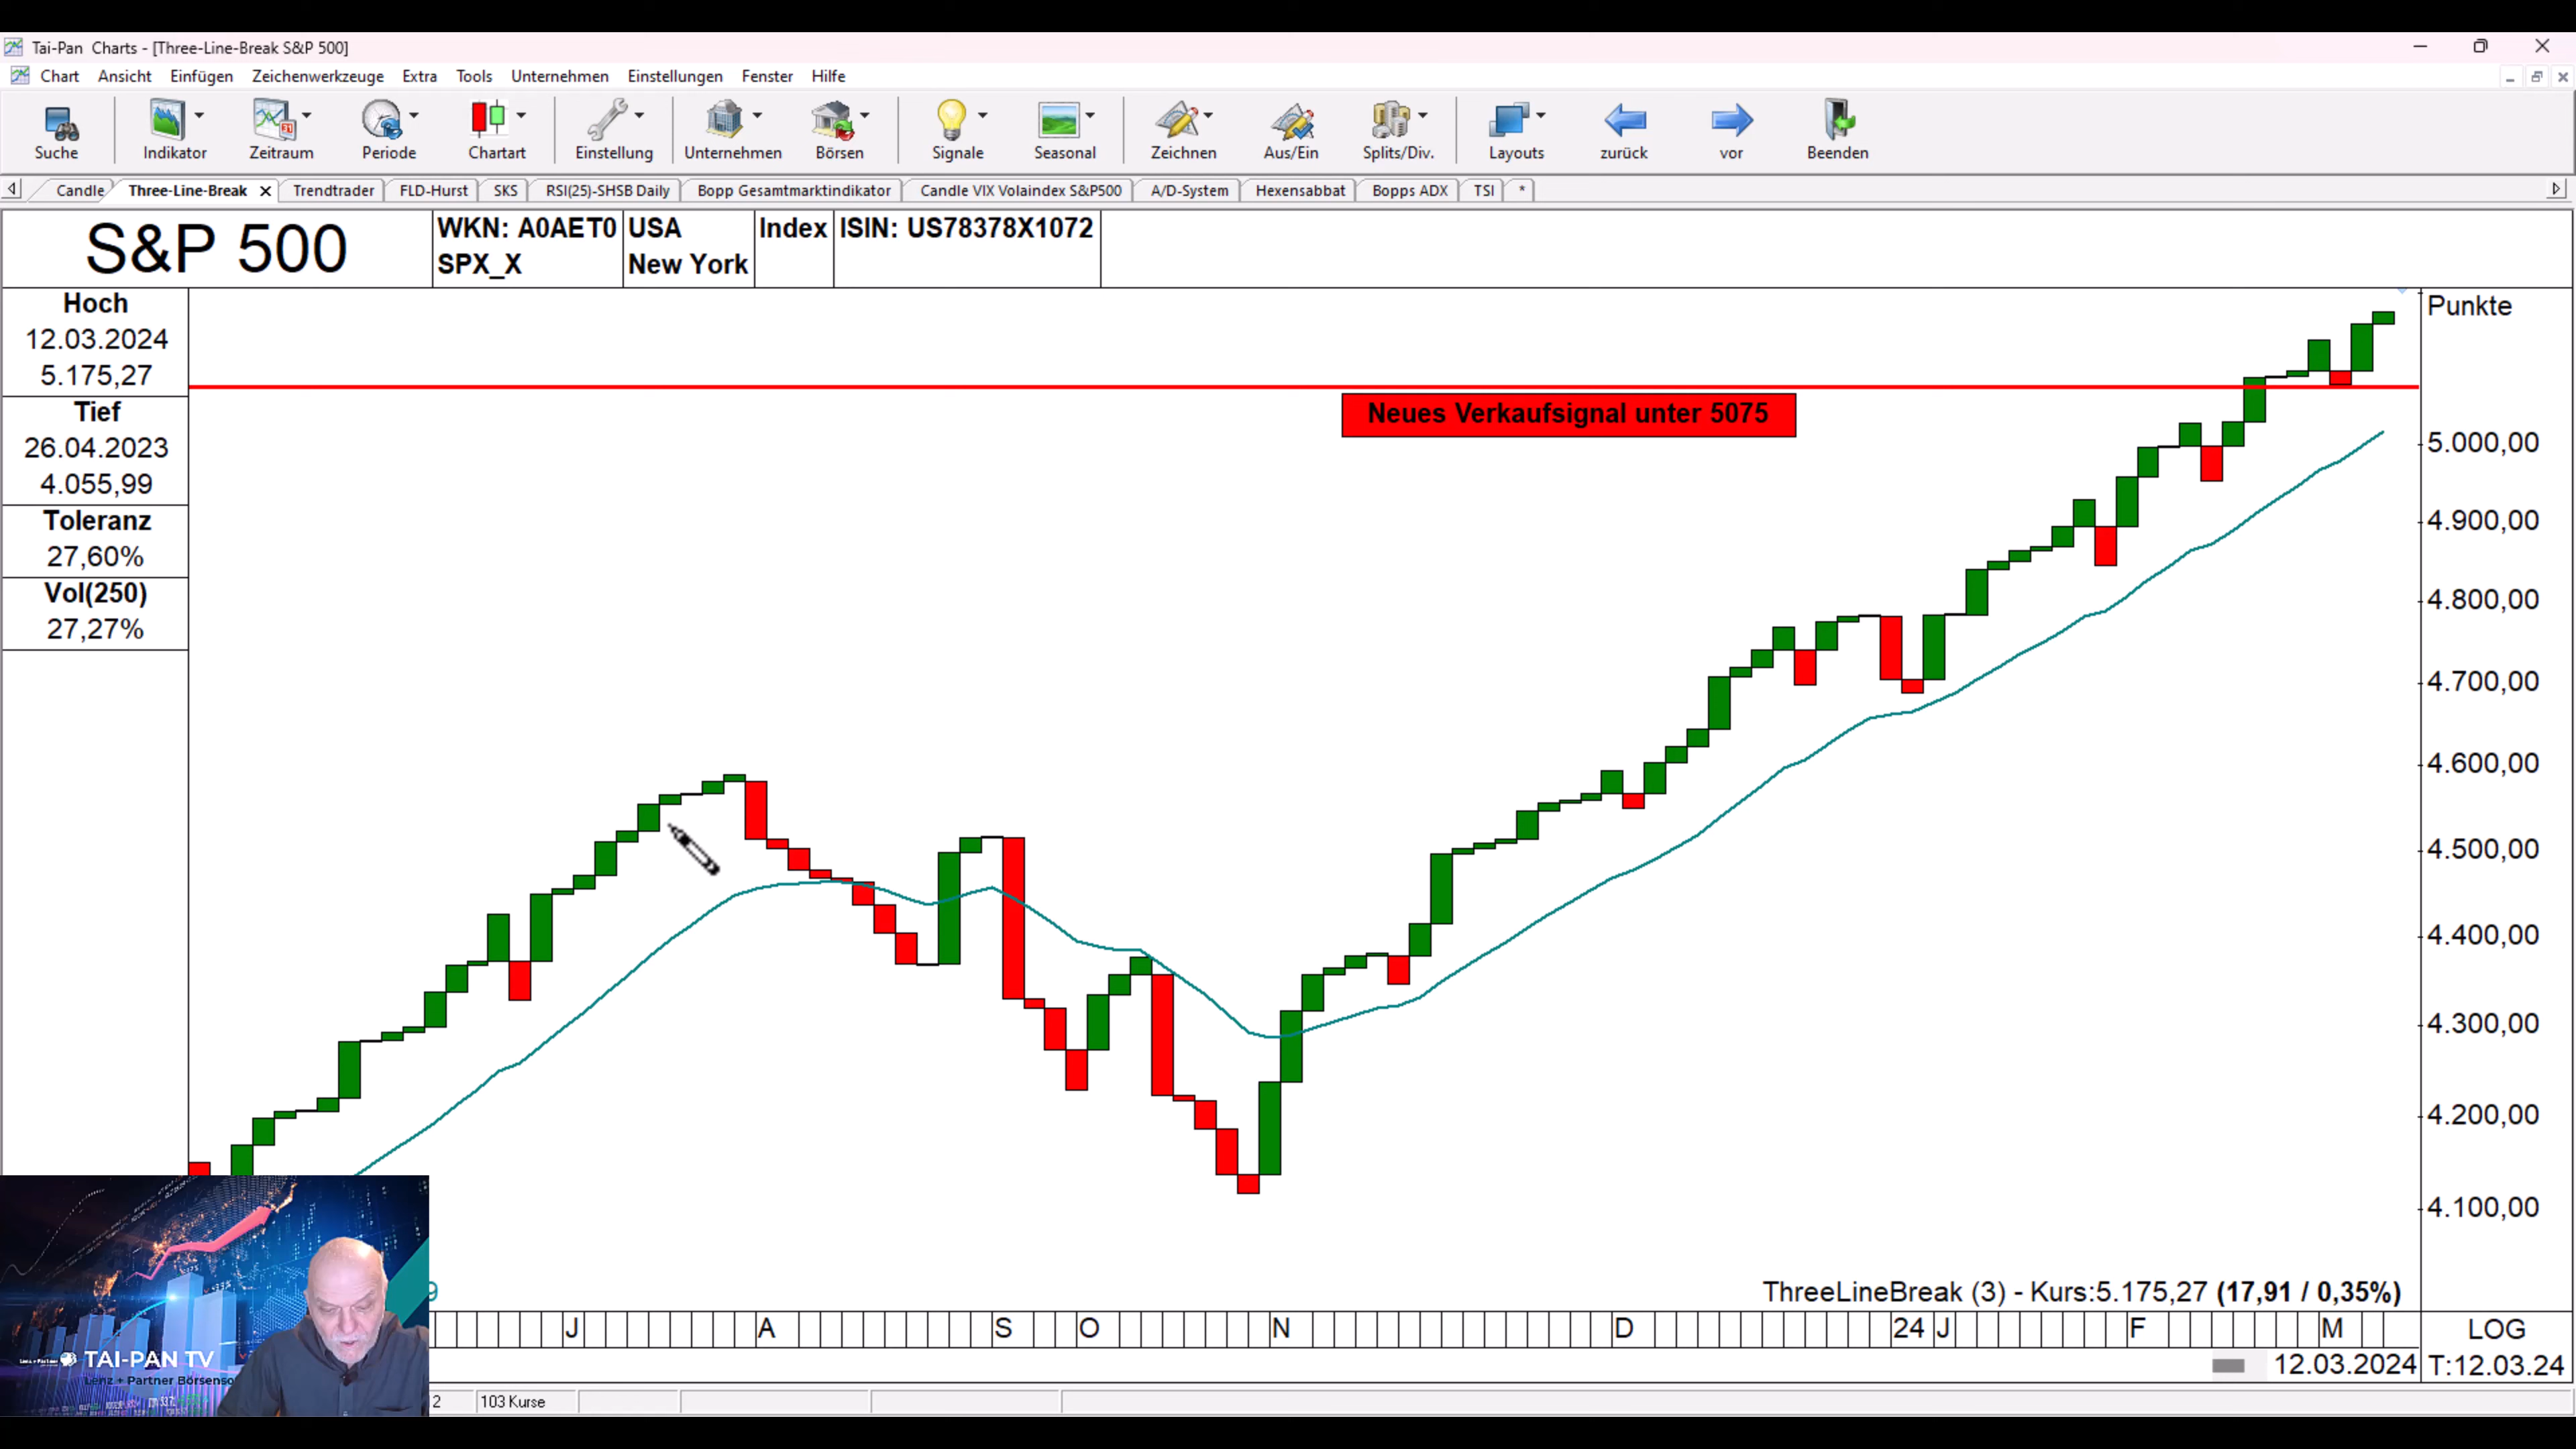 Tai-Pan Charts - [Three-Line-Break S&P 500]
Chart Ansicht Einfügen Zeichenwerkzeuge Extra Tools Unternehmen Einstellungen Fenster Hilfe
Suche Indikator Zeitraum Periode Chartart Einstellung Unternehmen Börsen Signale Seasonal Zeichnen Aus/Ein Splits/Div. Layouts zurück vor Beenden
Candle Three-Line-Break Trendtrader FLD-Hurst SKS RSI(25)-SHSB Daily Bopp Gesamtmarktindikator Candle VIX Volaindex S&P500 A/D-System Hexensabbat Bopps ADX TSI *
S&P 500
WKN: A0AET0 USA Index ISIN: US78378X1072
SPX_X New York
Hoch
12.03.2024
5.175,27
Tief
26.04.2023
4.055,99
Toleranz
27,60%
Vol(250)
27,27%
Punkte
Neues Verkaufsignal unter 5075
5.000,00
4.900,00
4.800,00
4.700,00
4.600,00
4.500,00
4.400,00
4.300,00
4.200,00
4.100,00
9
ThreeLineBreak (3) - Kurs:5.175,27 (17,91 / 0,35%)
J A S O N D 24 J F M LOG
12.03.2024 T:12.03.24
TAI-PAN TV
Lenz + Partner Börsenso
2 103 Kurse